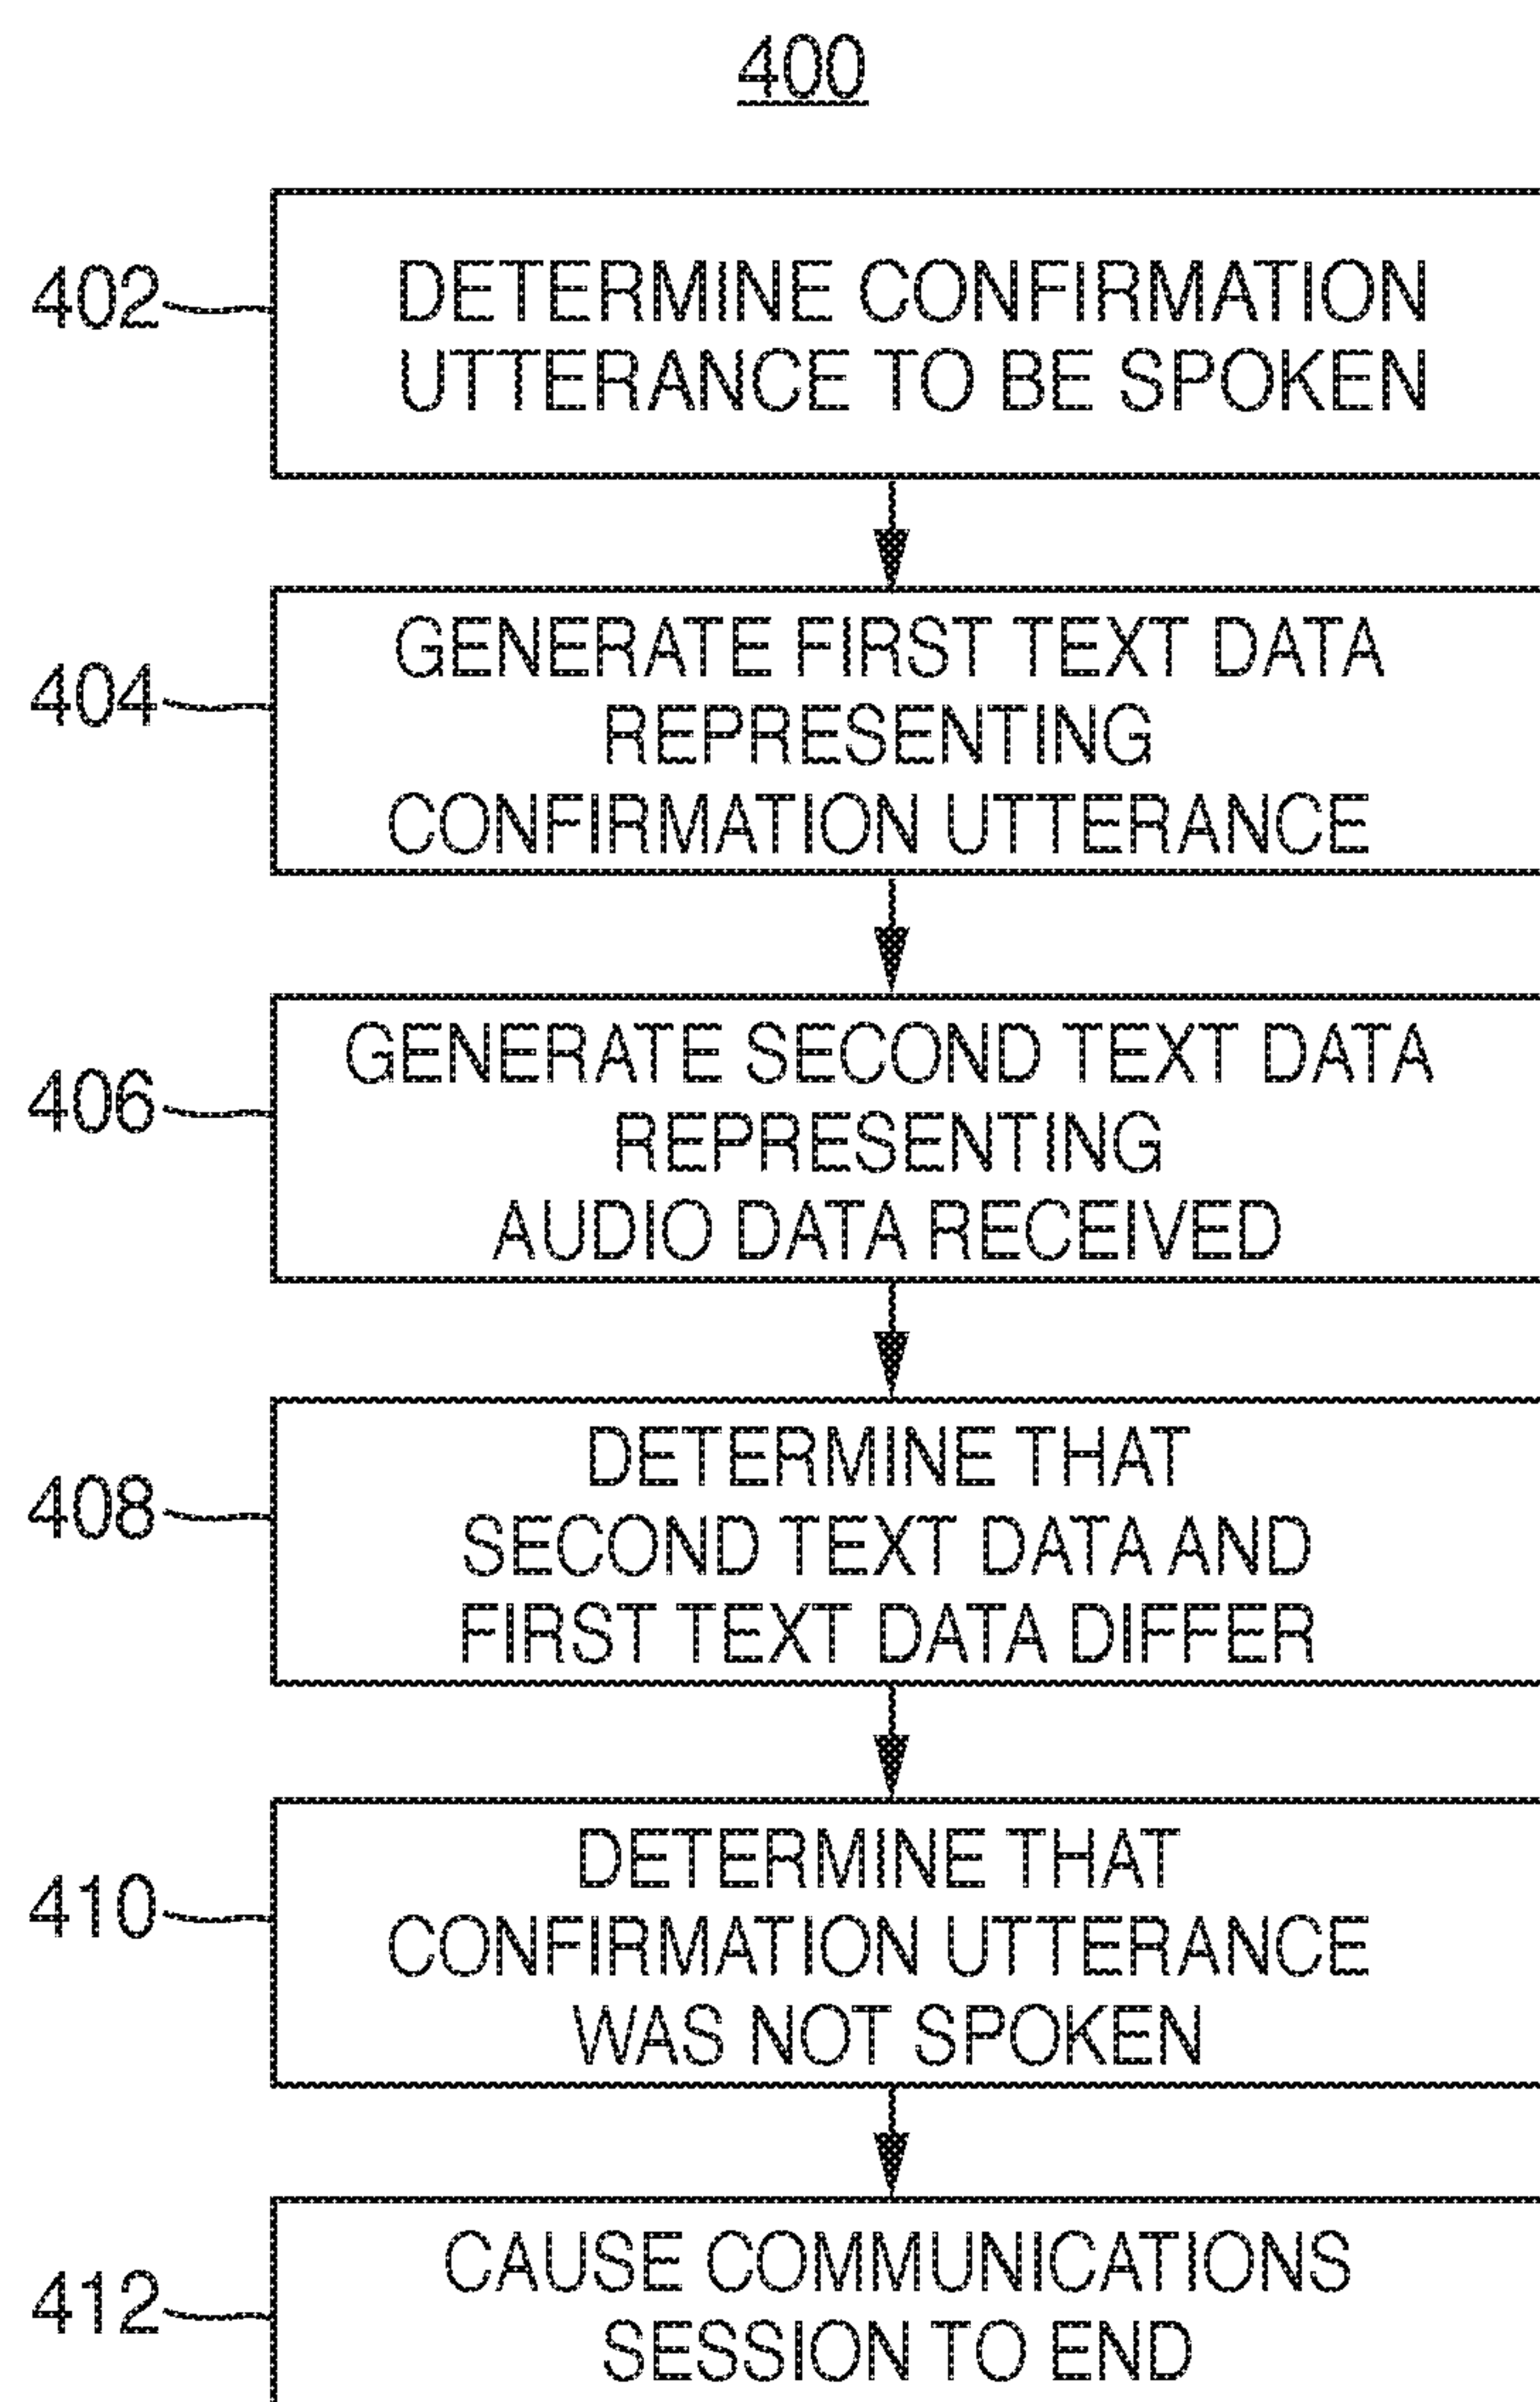 400
402
DETERMINE CONFIRMATION
UTTERANCE TO BE SPOKEN
404
GENERATE FIRST TEXT DATA
REPRESENTING
CONFIRMATION UTTERANCE
406
GENERATE SECOND TEXT DATA
REPRESENTING
AUDIO DATA RECEIVED
408
DETERMINE THAT
SECOND TEXT DATA AND
FIRST TEXT DATA DIFFER
410
DETERMINE THAT
CONFIRMATION UTTERANCE
WAS NOT SPOKEN
412
CAUSE COMMUNICATIONS
SESSION TO END